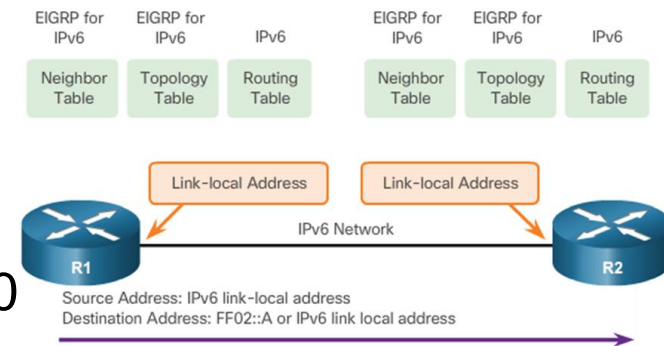 EIGRP for
IPv6
EIGRP for
IPv6
IPv6
EIGRP for
IPv6
EIGRP for
IPv6
IPv6
Neighbor
Table
Topology
Table
Routing
Table
Neighbor
Table
Topology
Table
Routing
Table
Link-local Address
Link-local Address
IPv6 Network
R1
R2
0
Source Address: IPv6 link-local address
Destination Address: FF02::A or IPv6 link local address